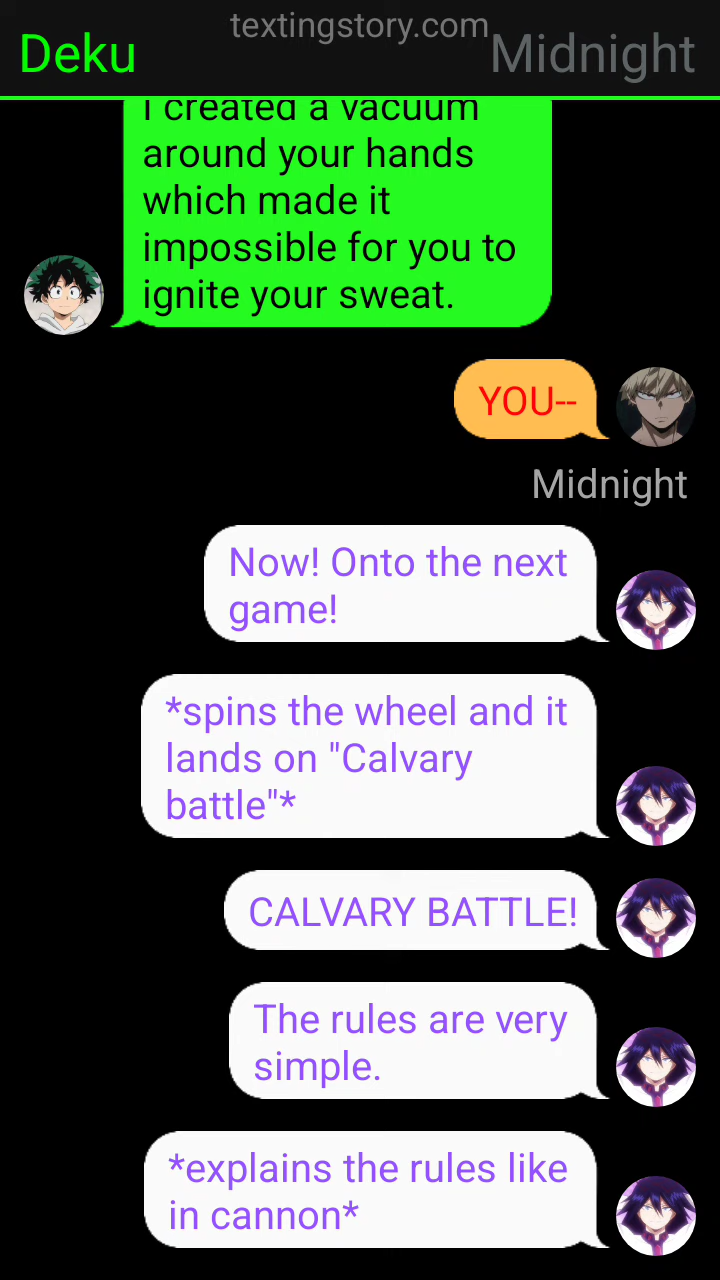 textingstory.com
Deku
Midnight
I created a vacuum
around your hands
which made it
impossible for you to
ignite your sweat.
YOU--
Midnight
Now! Onto the next
game!
*spins the wheel and it
lands on "Calvary
battle"*
CALVARY BATTLE!
The rules are very
simple.
*explains the rules like
in cannon*